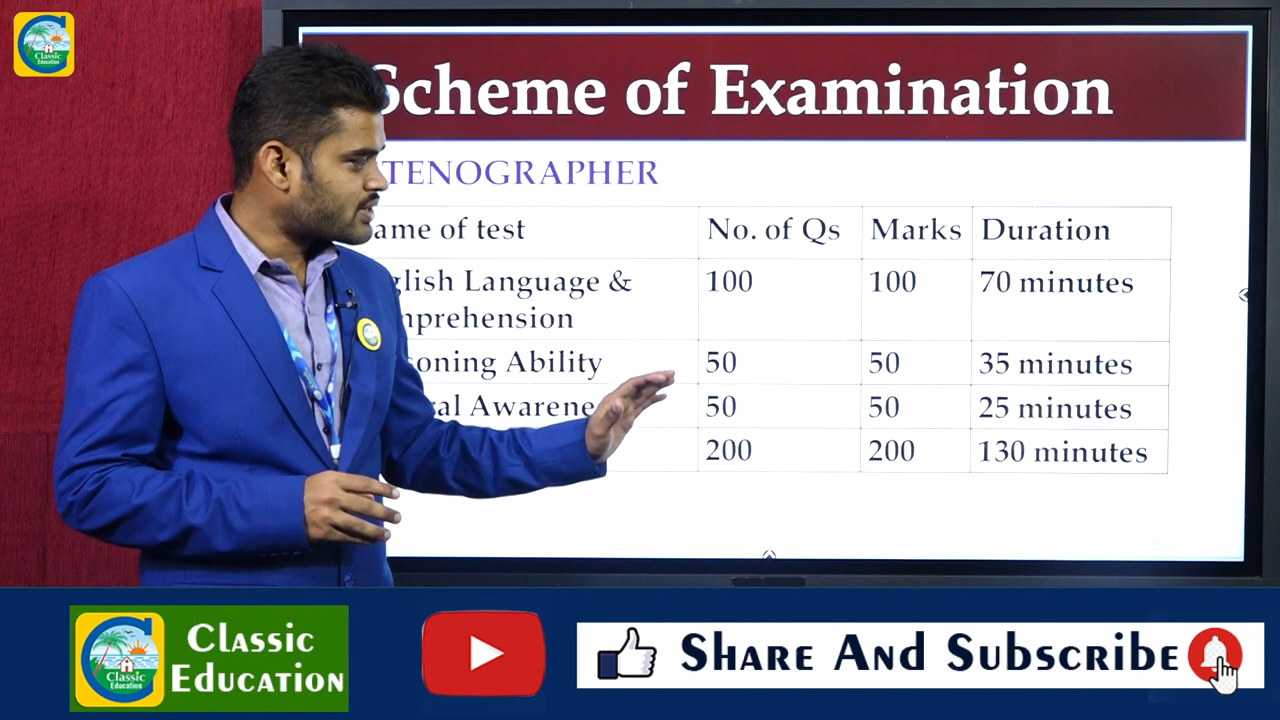 Classic
Education
Scheme of Examination
TENOGRAPHER
ame of test No. of Qs Marks Duration
glish Language & 100 100 70 minutes
mprehension
soning Ability 50 50 35 minutes
ral Awarene 50 50 25 minutes
200 200 130 minutes
Classic
Education
Classic
Education
Share And Subscribe